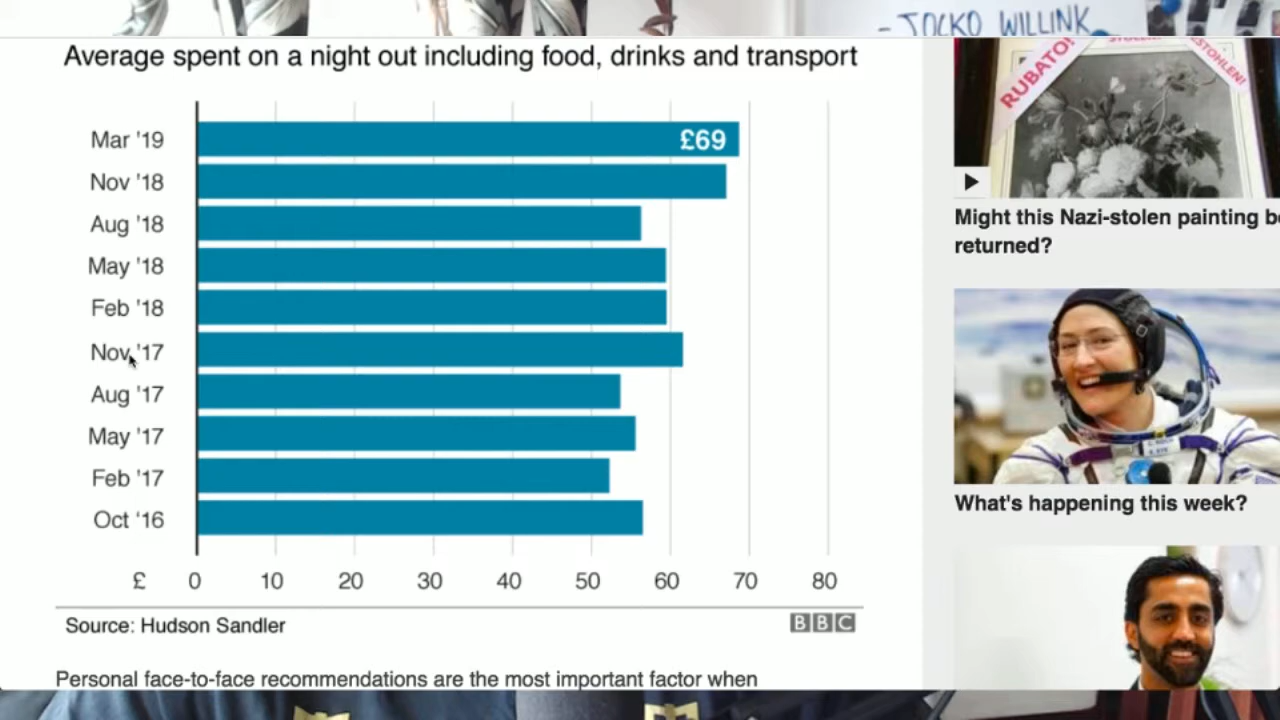 - JOCKO WILLINK
Average spent on a night out including food, drinks and transport
Mar '19
£69
Nov '18
Aug '18
May '18
Feb '18
Nov '17
Aug '17
May '17
Feb '17
Oct '16
£ 0 10 20 30 40 50 60 70 80
Source: Hudson Sandler
BBC
Personal face-to-face recommendations are the most important factor when
RUBATO!
STOHLEN!
Might this Nazi-stolen painting b
returned?
What's happening this week?